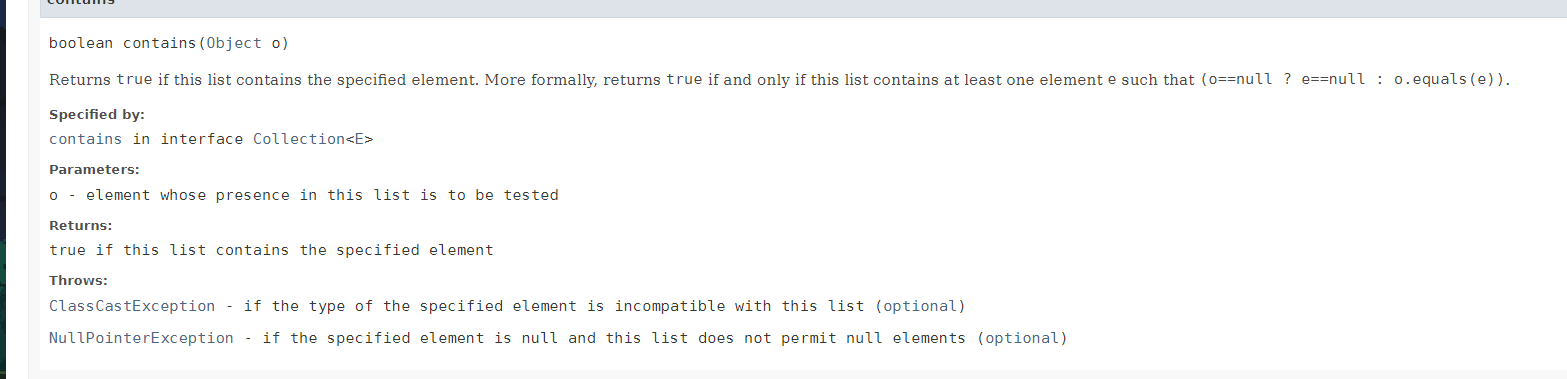 contains
boolean contains(Object o)
Returns true if this list contains the specified element. More formally, returns true if and only if this list contains at least one element e such that (o==null ? e==null : o.equals(e)).
Specified by:
contains in interface Collection<E>
Parameters:
o - element whose presence in this list is to be tested
Returns:
true if this list contains the specified element
Throws:
ClassCastException - if the type of the specified element is incompatible with this list (optional)
NullPointerException - if the specified element is null and this list does not permit null elements (optional)